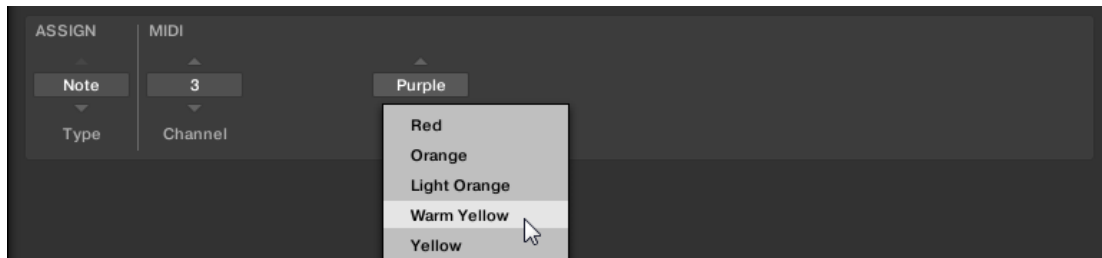 ASSIGN MIDI
Note 3 Purple
Type Channel
Red
Orange
Light Orange
Warm Yellow
Yellow